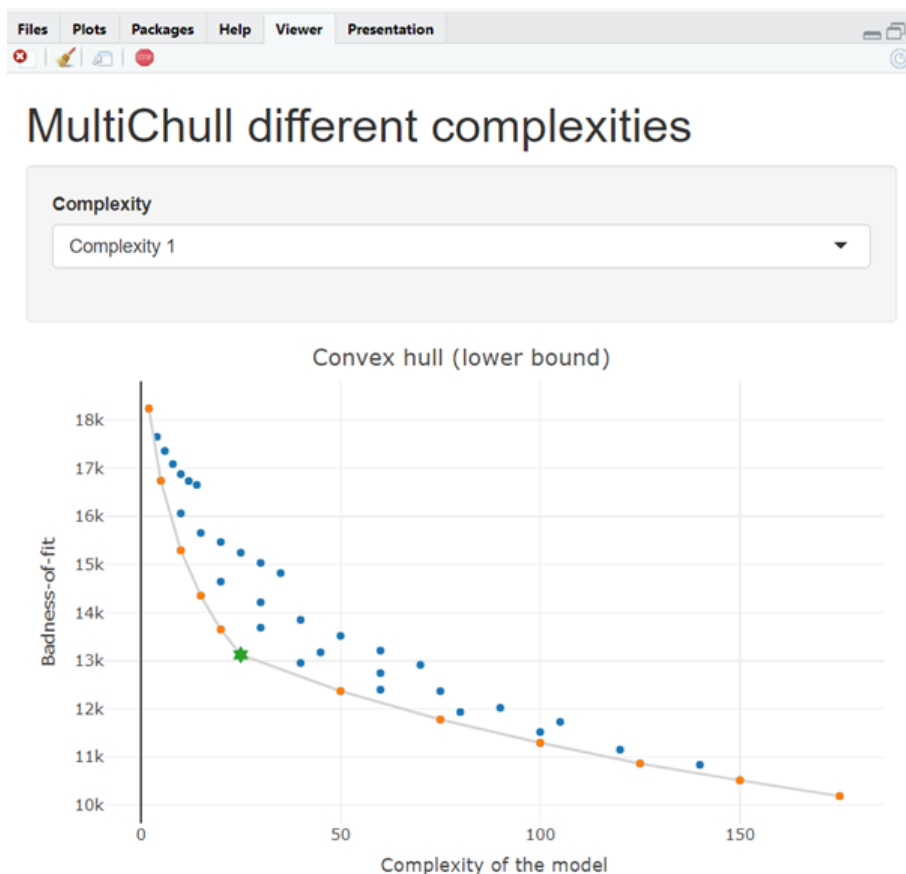 Files Plots Packages Help Viewer Presentation
STOP
MultiChull different complexities
Complexity
Complexity 1
Convex hull (lower bound)
18k
17k
16k
15k
14k
13k
12k
11k
10k
Badness-of-fit
0 50 100 150
Complexity of the model